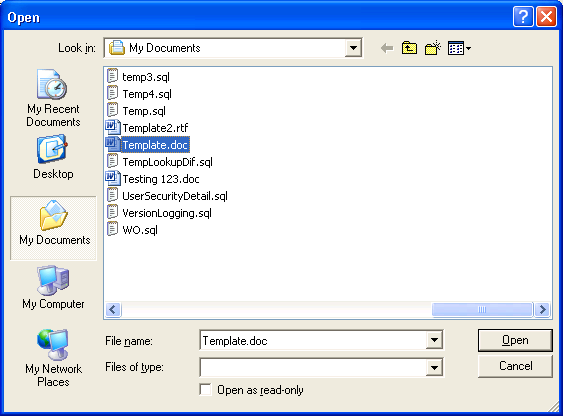 Open
Look in:
My Documents
My Recent
Documents
Desktop
My Documents
My Computer
My Network
Places
temp3.sql
Temp4.sql
Temp.sql
Template2.rtf
Template.doc
TempLookupDif.sql
Testing 123.doc
UserSecurityDetail.sql
VersionLogging.sql
WO.sql
File name:
Template.doc
Open
Files of type:
Cancel
Open as read-only